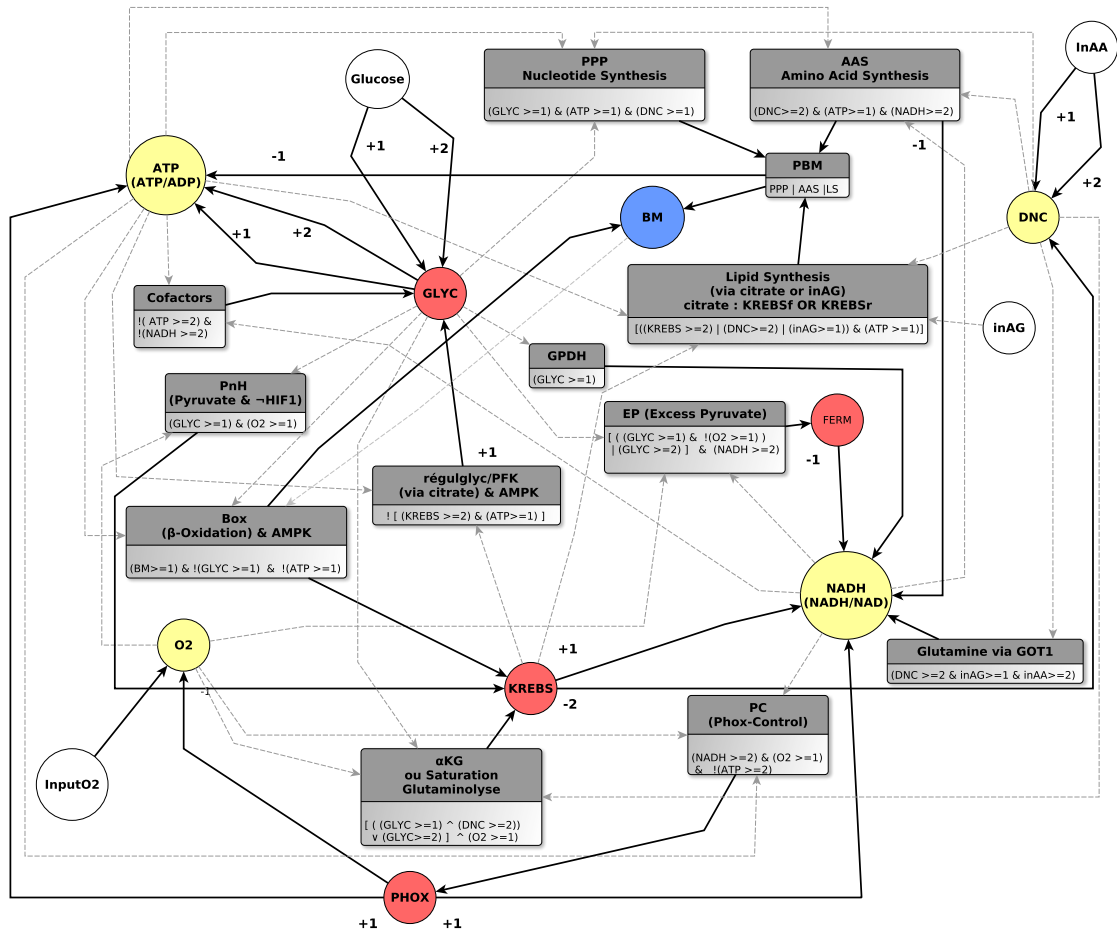 InAA
PPP
Nucleotide Synthesis
(GLYC >=1) & (ATP >=1) & (DNC >=1)
AAS
Amino Acid Synthesis
(DNC>=2) & (ATP>=1) & (NADH>=2)
Glucose
+1
+2
+1
+2
-1
-1
PBM
PPP | AAS |LS
ATP
(ATP/ADP)
BM
DNC
+1
+2
Lipid Synthesis
(via citrate or inAG)
citrate : KREBSf OR KREBSr
[((KREBS >=2) | (DNC>=2) | (inAG>=1)) & (ATP >=1)]
GLYC
Cofactors
!( ATP >=2) &
!(NADH >=2)
inAG
GPDH
(GLYC >=1)
PnH
(Pyruvate & ¬HIF1)
(GLYC >=1) & (O2 >=1)
EP (Excess Pyruvate)
[ ( ( (GLYC >=1) &  !(O2 >=1) )
| (GLYC >=2) ]  &  (NADH >=2)
FERM
-1
+1
régulglyc/PFK
(via citrate) & AMPK
! [ (KREBS >=2) & (ATP>=1) ]
Box
(β-Oxidation) & AMPK
(BM>=1) & !(GLYC >=1)  &  !(ATP >=1)
NADH
(NADH/NAD)
O2
-1
+1
Glutamine via GOT1
(DNC >=2 & inAG>=1 & inAA>=2)
KREBS
-2
PC
(Phox-Control)
(NADH >=2) & (O2 >=1)
&  !(ATP >=2)
InputO2
αKG
ou Saturation
Glutaminolyse
[ ( (GLYC >=1) ^ (DNC >=2))
∨ (GLYC>=2) ]  ^ (O2 >=1)
PHOX
+1
+1